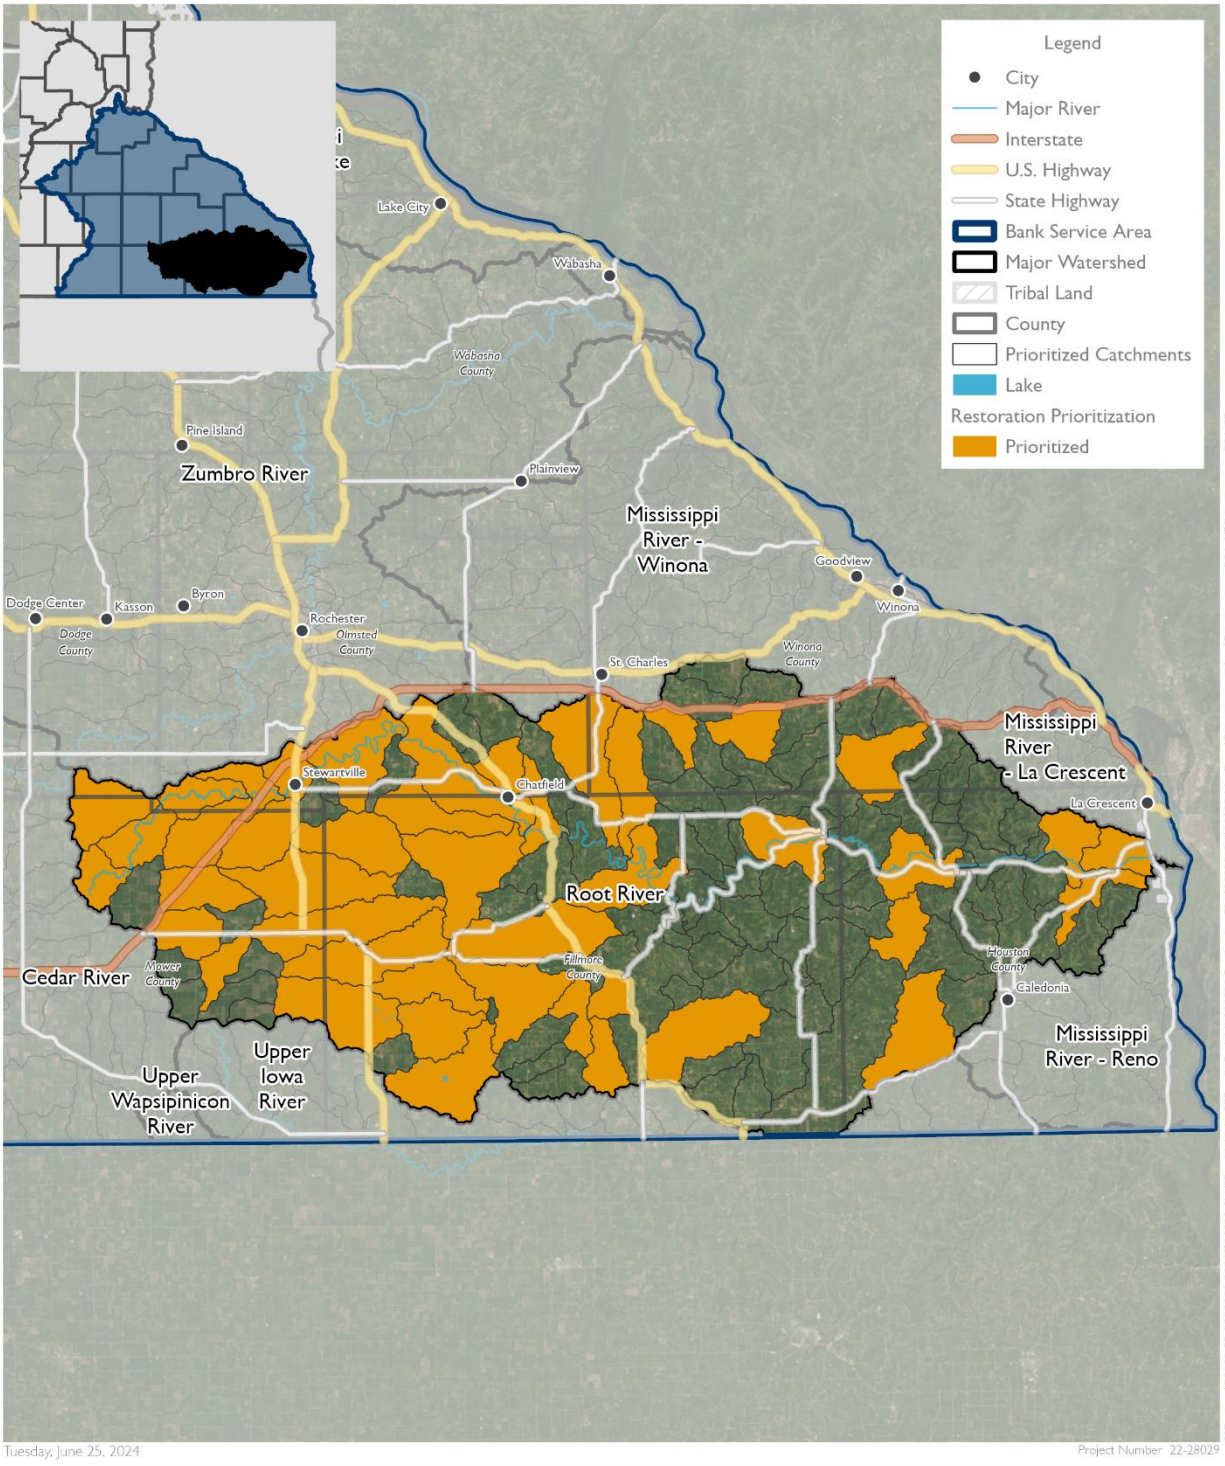 Legend
City
Major River
Interstate
U.S. Highway
State Highway
Bank Service Area
Major Watershed
Tribal Land
County
Prioritized Catchments
Lake
Restoration Prioritization
Prioritized
Lake City
Wabasha
Wabasha
County
Pine Island
Zumbro River
Plainview
Mississippi
River -
Winona
Goodview
Winona
Dodge Center
Kasson
Byron
Rochester
Dodge
County
Olmsted
County
St. Charles
Winona
County
Mississippi
River
- La Crescent
La Crescent
Stewartville
Chatfield
Root River
Cedar River
Mower
County
Fillmore
County
Houston
County
Caledonia
Mississippi
River - Reno
Upper
Iowa
River
Upper
Wapsipinicon
River
Tuesday, June 25, 2024
Project Number 22-28029